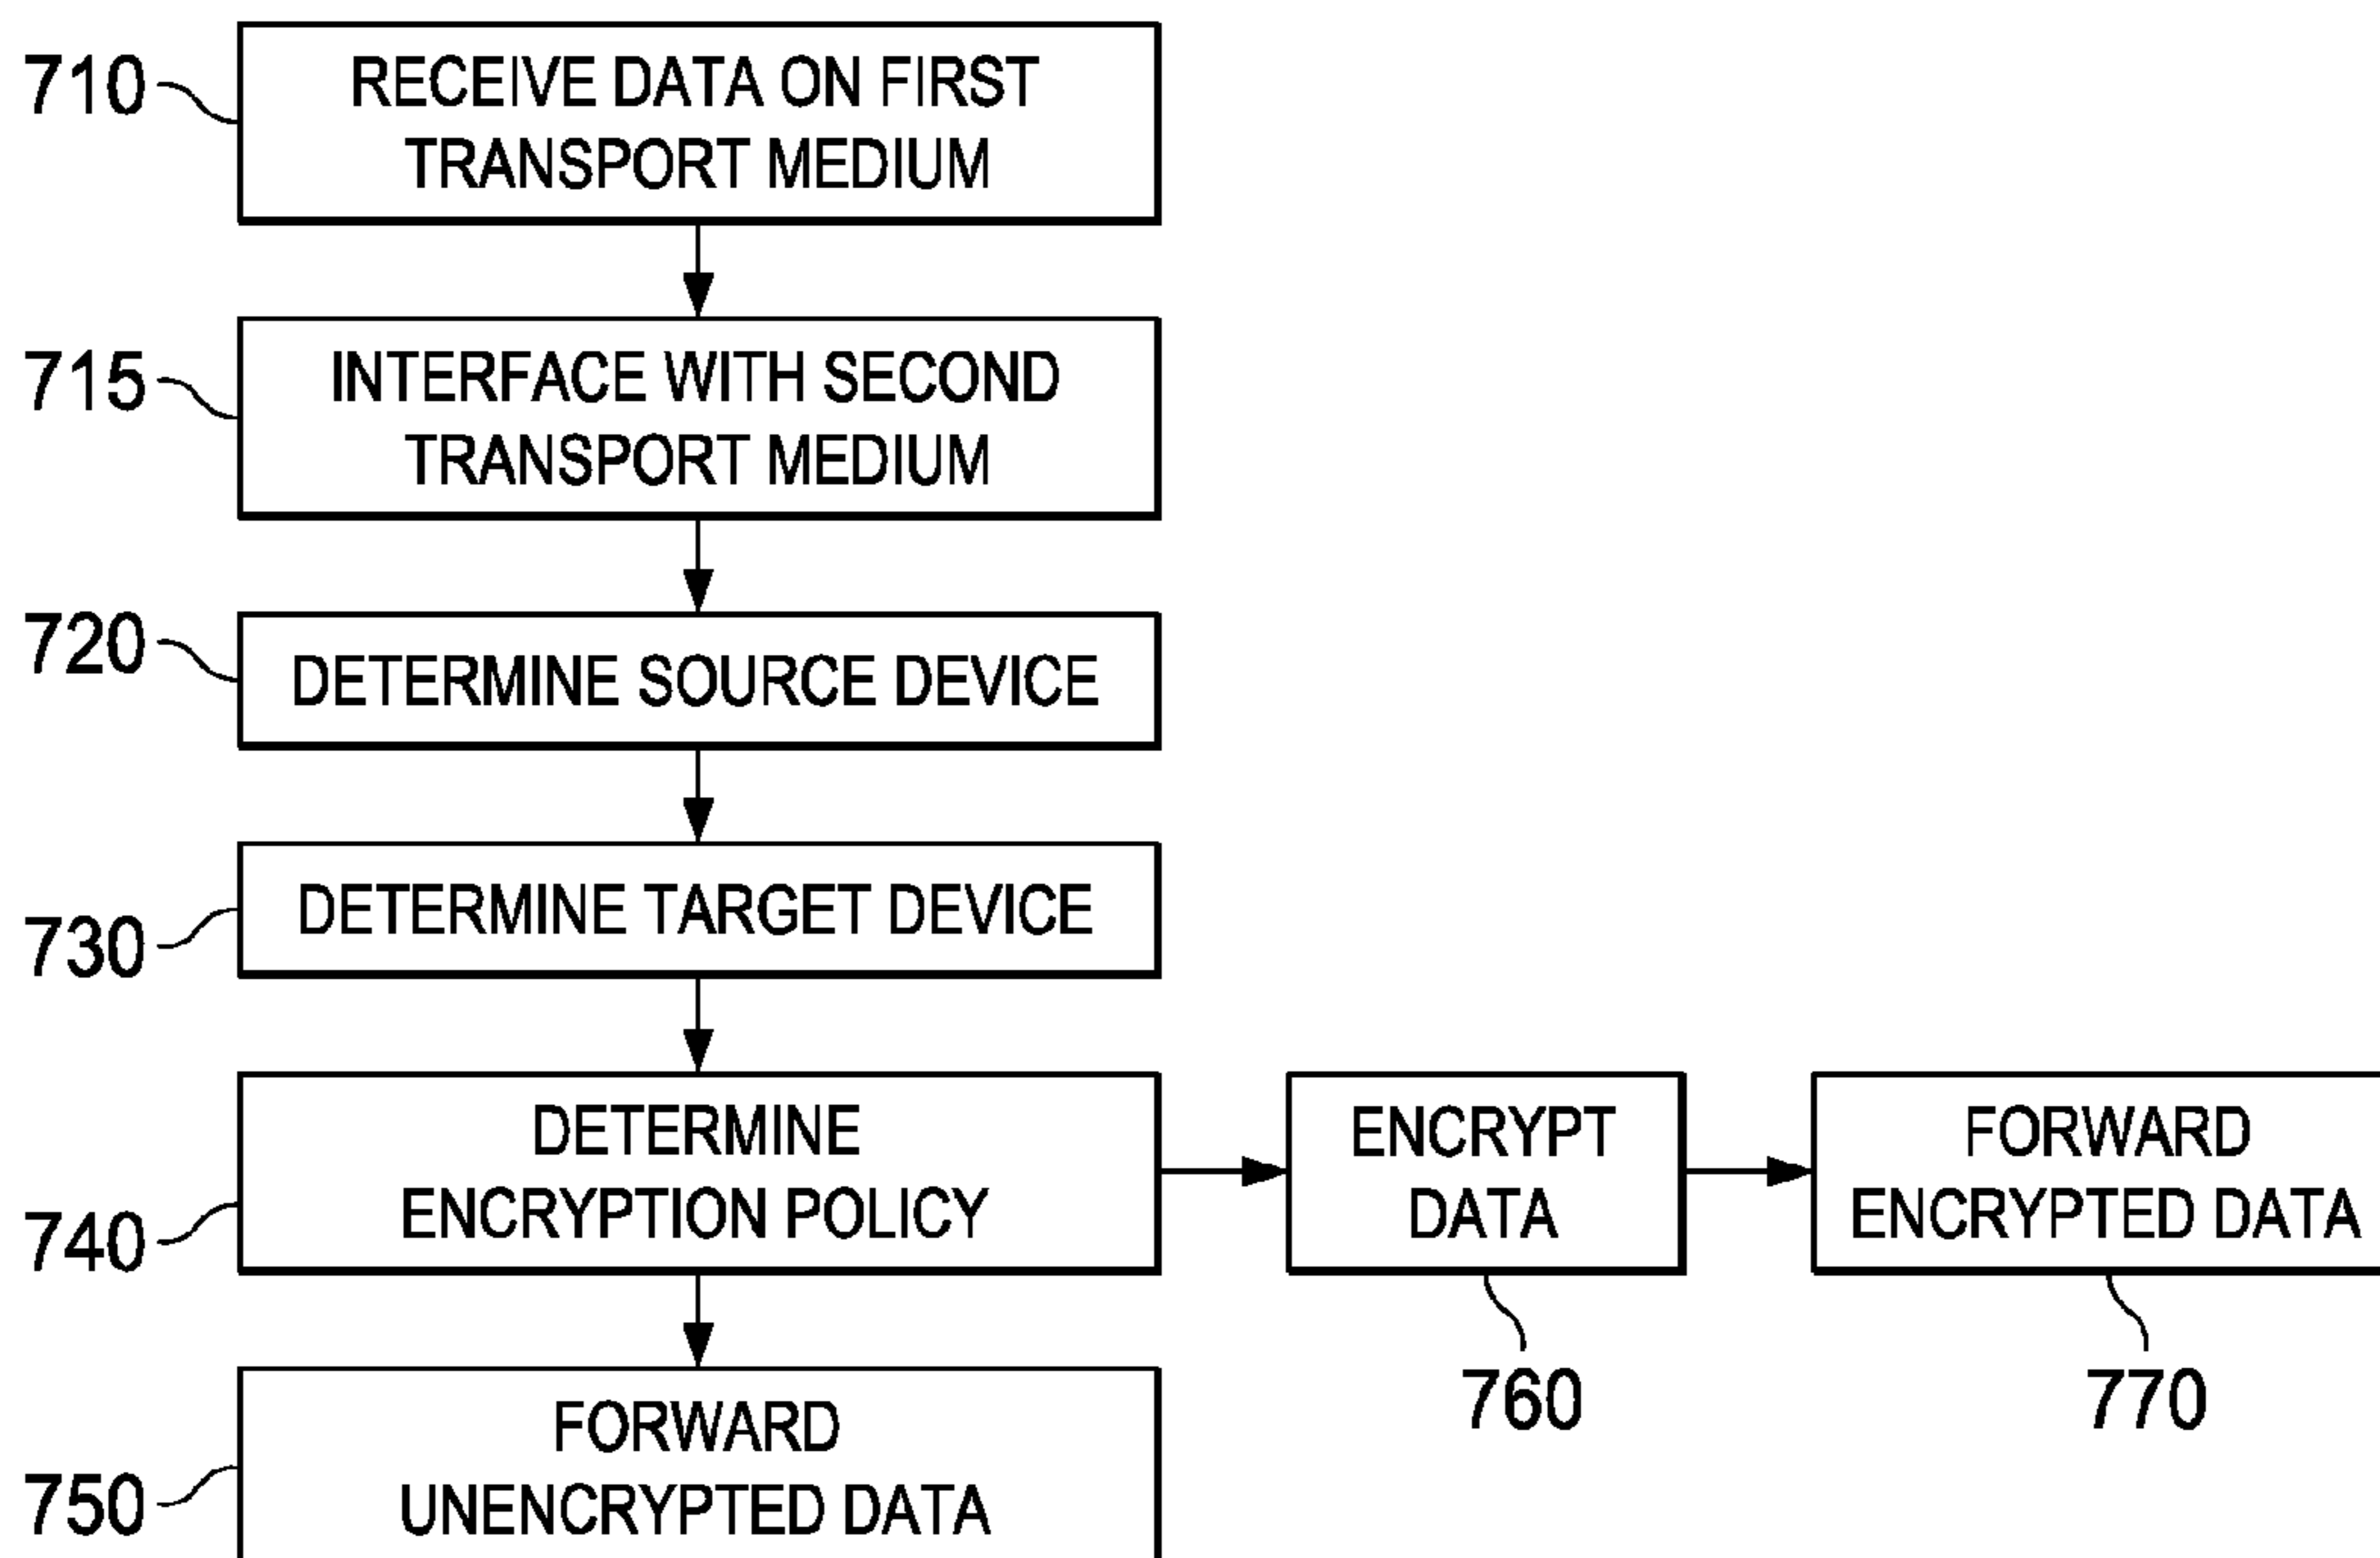 710
RECEIVE DATA ON FIRST
TRANSPORT MEDIUM
715
INTERFACE WITH SECOND
TRANSPORT MEDIUM
720
DETERMINE SOURCE DEVICE
730
DETERMINE TARGET DEVICE
740
DETERMINE
ENCRYPTION POLICY
ENCRYPT
DATA
760
FORWARD
ENCRYPTED DATA
770
750
FORWARD
UNENCRYPTED DATA